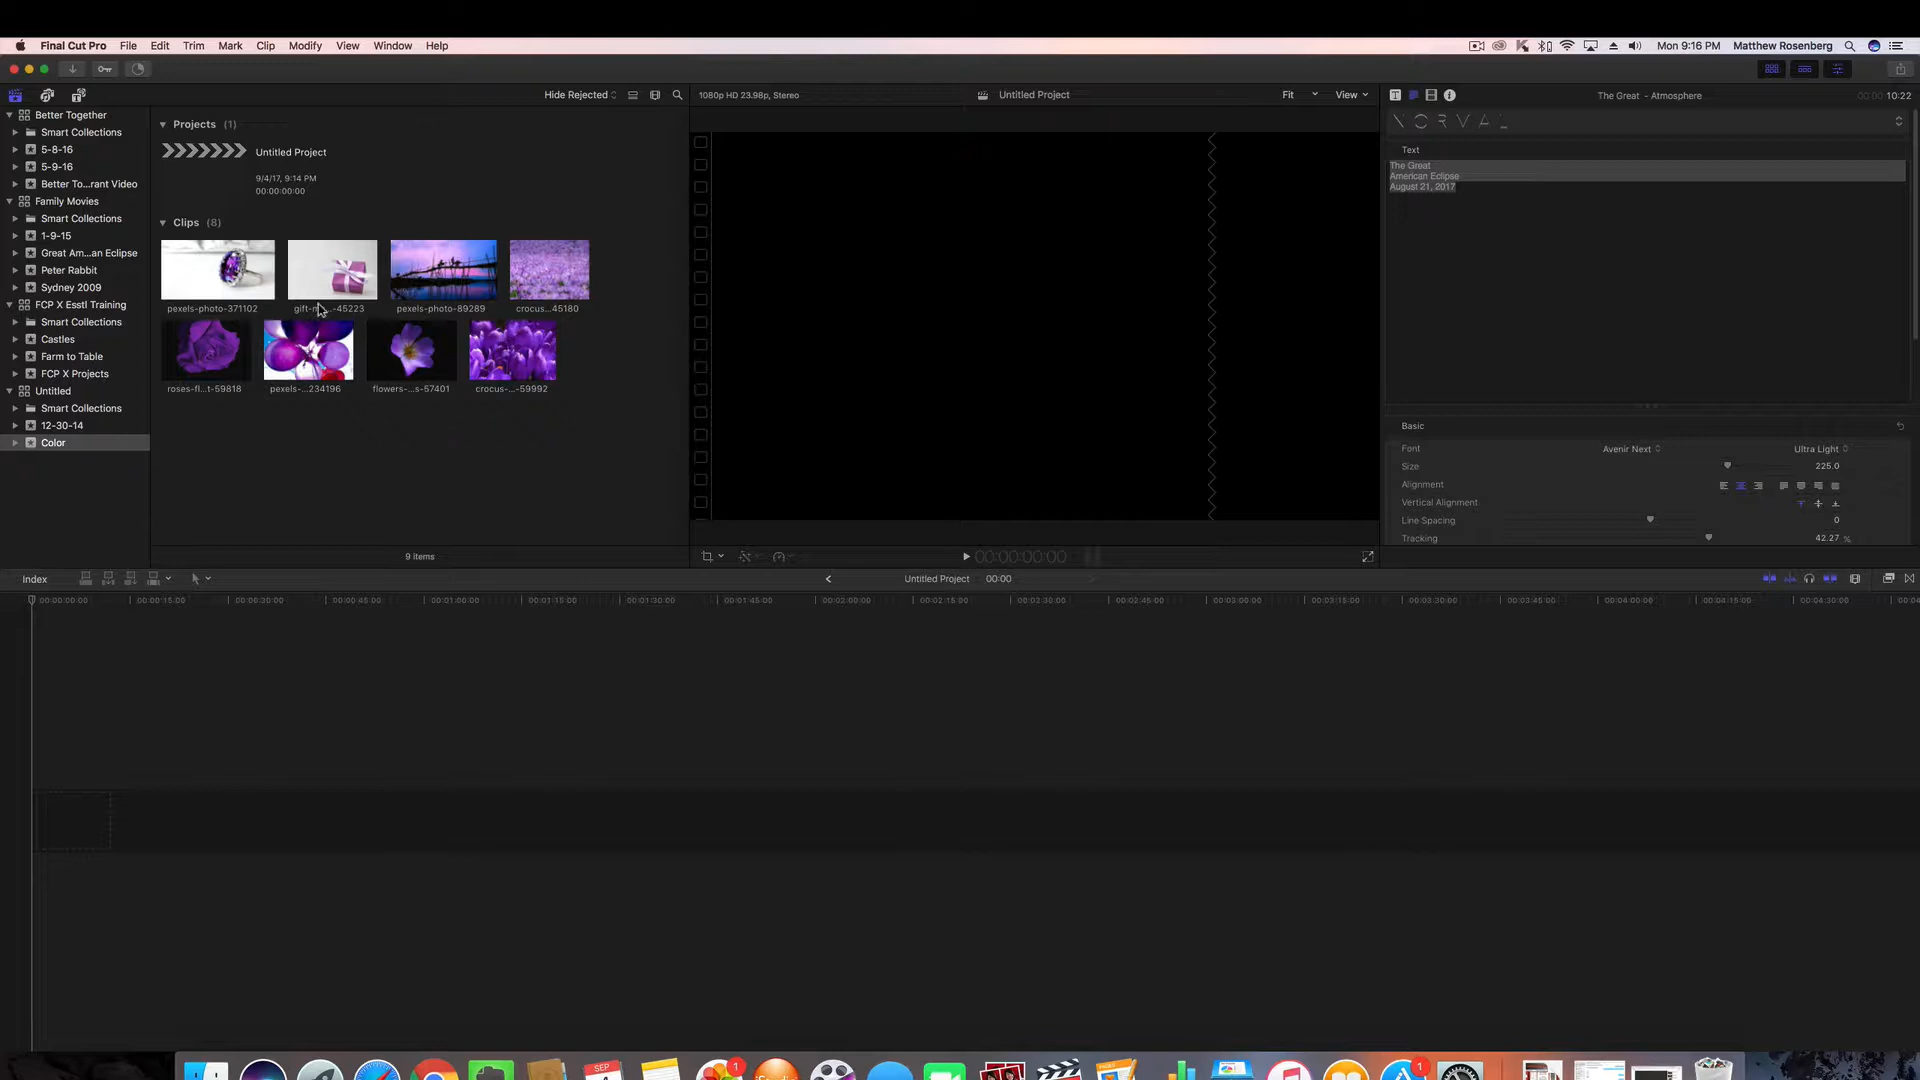 Final Cut Pro File Edit Trim Mark Clip Modify View Window Help Mon 9:16 PM Matthew Rosenberg
Hide Rejected
1080p HD 23.98p, Stereo Untitled Project Fit View
The Great - Atmosphere 00:00 10:22
Better Together
Smart Collections
5-8-16
5-9-16
Better To...rant Video
Family Movies
Smart Collections
1-9-15
Great Am...an Eclipse
Peter Rabbit
Sydney 2009
FCP X Esstl Training
Smart Collections
Castles
Farm to Table
FCP X Projects
Untitled
Smart Collections
12-30-14
Color
Projects (1)
Untitled Project
9/4/17, 9:14 PM
00:00:00:00
Clips (8)
pexels-photo-371102
pexels-photo-89289 crocus...45180
roses-fl...t-59818 pexels-...234196 flowers-...s-57401 crocus-...-59992
9 items
00:00:00:00
NORMAL
Text
The Great
American Eclipse
August 21, 2017
Basic
Font Avenir Next Ultra Light
Size 225.0
Alignment
Vertical Alignment
Line Spacing 0
Tracking 42.27 %
Index Untitled Project 00:00
00:00:00:00 00:00:15:00 00:00:30:00 00:00:45:00 00:01:00:00 00:01:15:00 00:01:30:00 00:01:45:00 00:02:00:00 00:02:15:00 00:02:30:00 00:02:45:00 00:03:00:00 00:03:15:00 00:03:30:00 00:03:45:00 00:04:00:00 00:04:15:00 00:04:30:00
SEP
1
1
PAGES